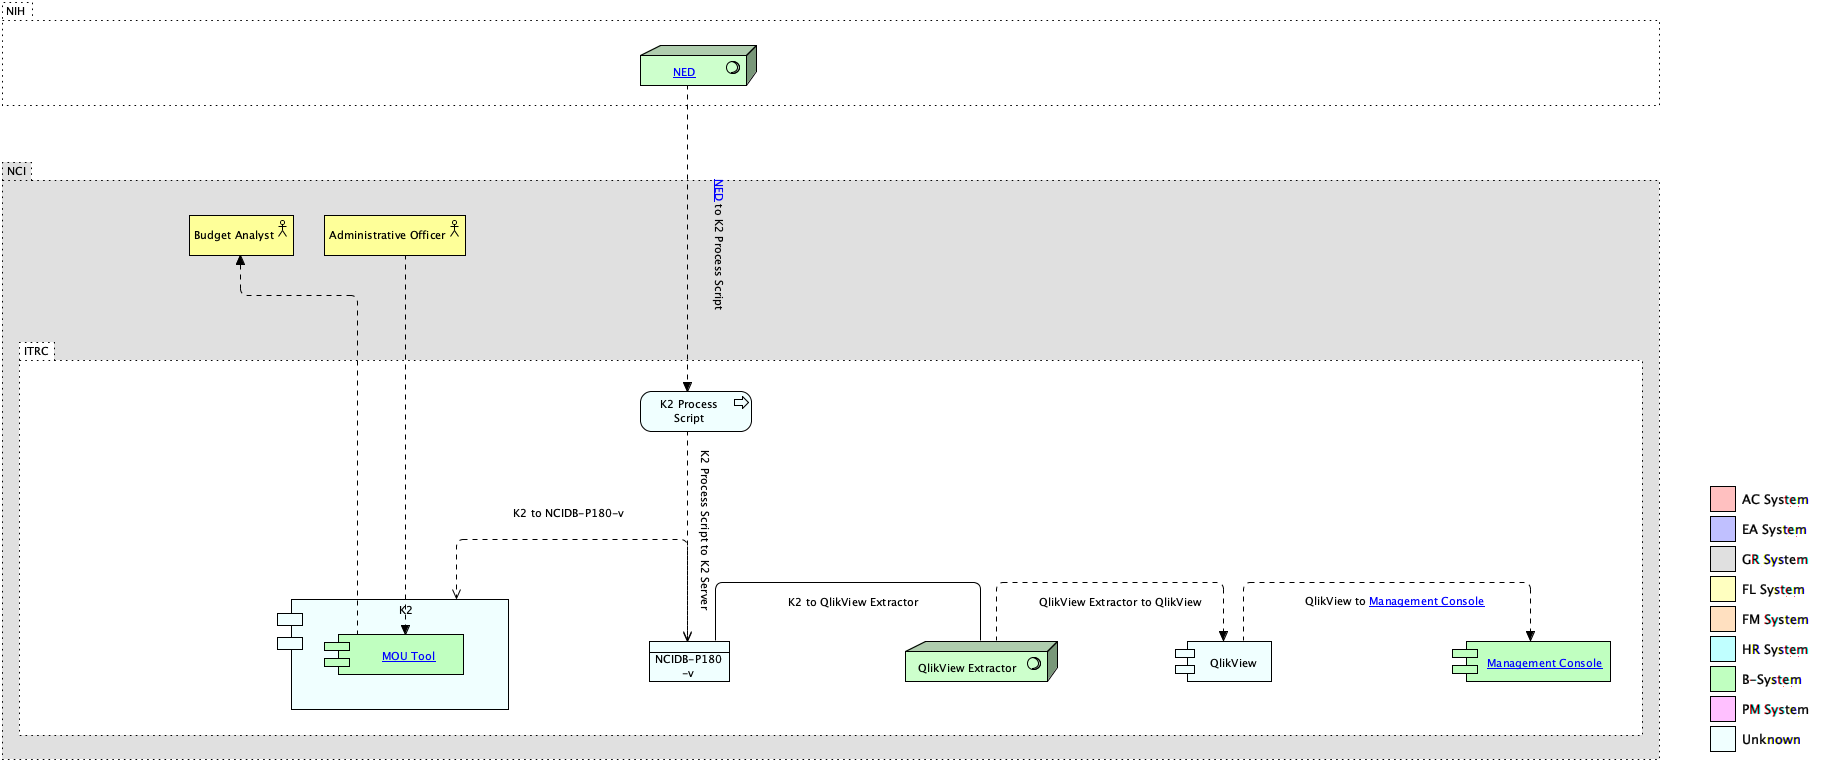 NIH
NED
NCI
NED to K2 Process Script
Budget Analyst
Administrative Officer
ITRC
K2 Process
Script
K2 Process Script to K2 Server
K2 to NCIDB-P180-v
K2
MOU Tool
NCIDB-P180
-v
K2 to QlikView Extractor
QlikView Extractor
QlikView Extractor to QlikView
QlikView
QlikView to Management Console
Management Console
AC System
EA System
GR System
FL System
FM System
HR System
B-System
PM System
Unknown